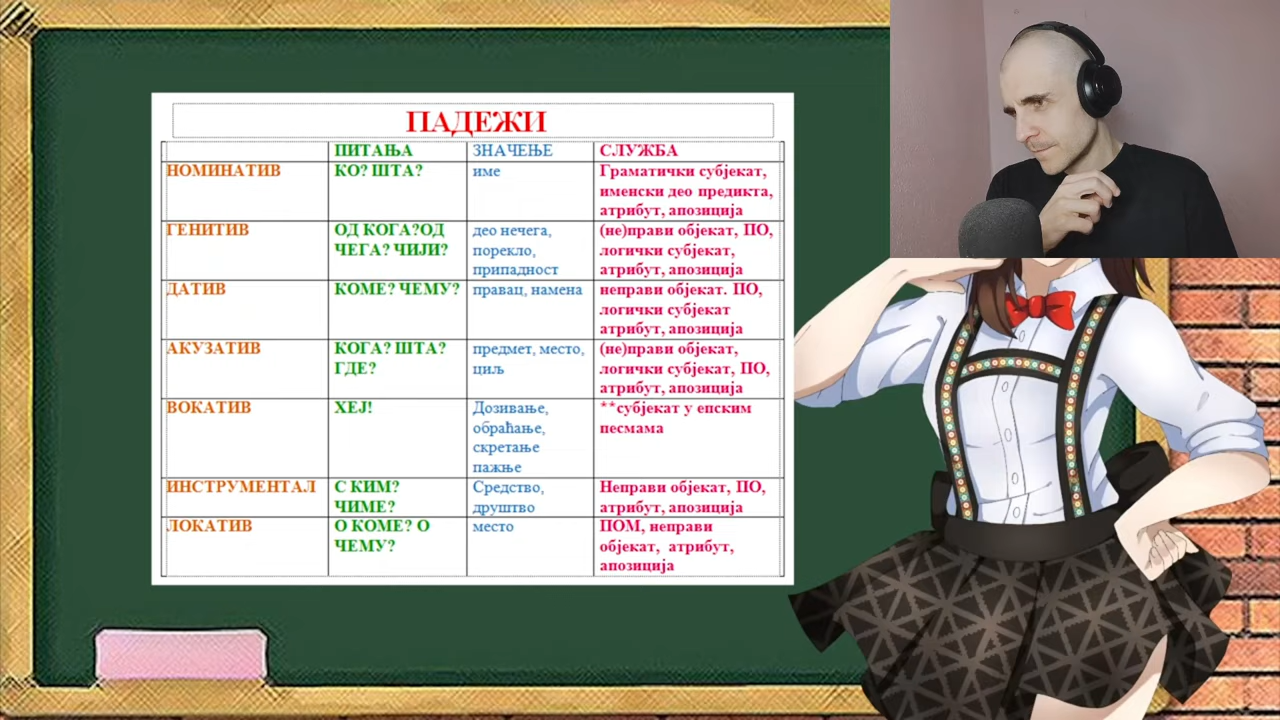 ПАДЕЖИ
ПИТАЊА ЗНАЧЕЊЕ СЛУЖБА
НОМИНАТИВ КО? ШТА? име Граматички субјекат,
именски део предикта,
атрибут, апозиција
ГЕНИТИВ ОД КОГА?ОД део нечега, (не)прави објекат, ПО,
ЧЕГА? ЧИЈИ? порекло, логички субјекат,
припадност атрибут, апозиција
ДАТИВ КОМЕ? ЧЕМУ? правац, намена неправи објекат. ПО,
логички субјекат
атрибут, апозиција
АКУЗАТИВ КОГА? ШТА? предмет, место, (не)прави објекат,
ГДЕ? циљ логички субјекат, ПО,
атрибут, апозиција
ВОКАТИВ ХЕЈ! Дозивање, **субјекат у епским
обраћање, песмама
скретање
пажње
ИНСТРУМЕНТАЛ С КИМ? Средство, Неправи објекат, ПО,
ЧИМЕ? друштво атрибут, апозиција
ЛОКАТИВ О КОМЕ? О место ПОМ, неправи
ЧЕМУ? објекат, атрибут,
апозиција